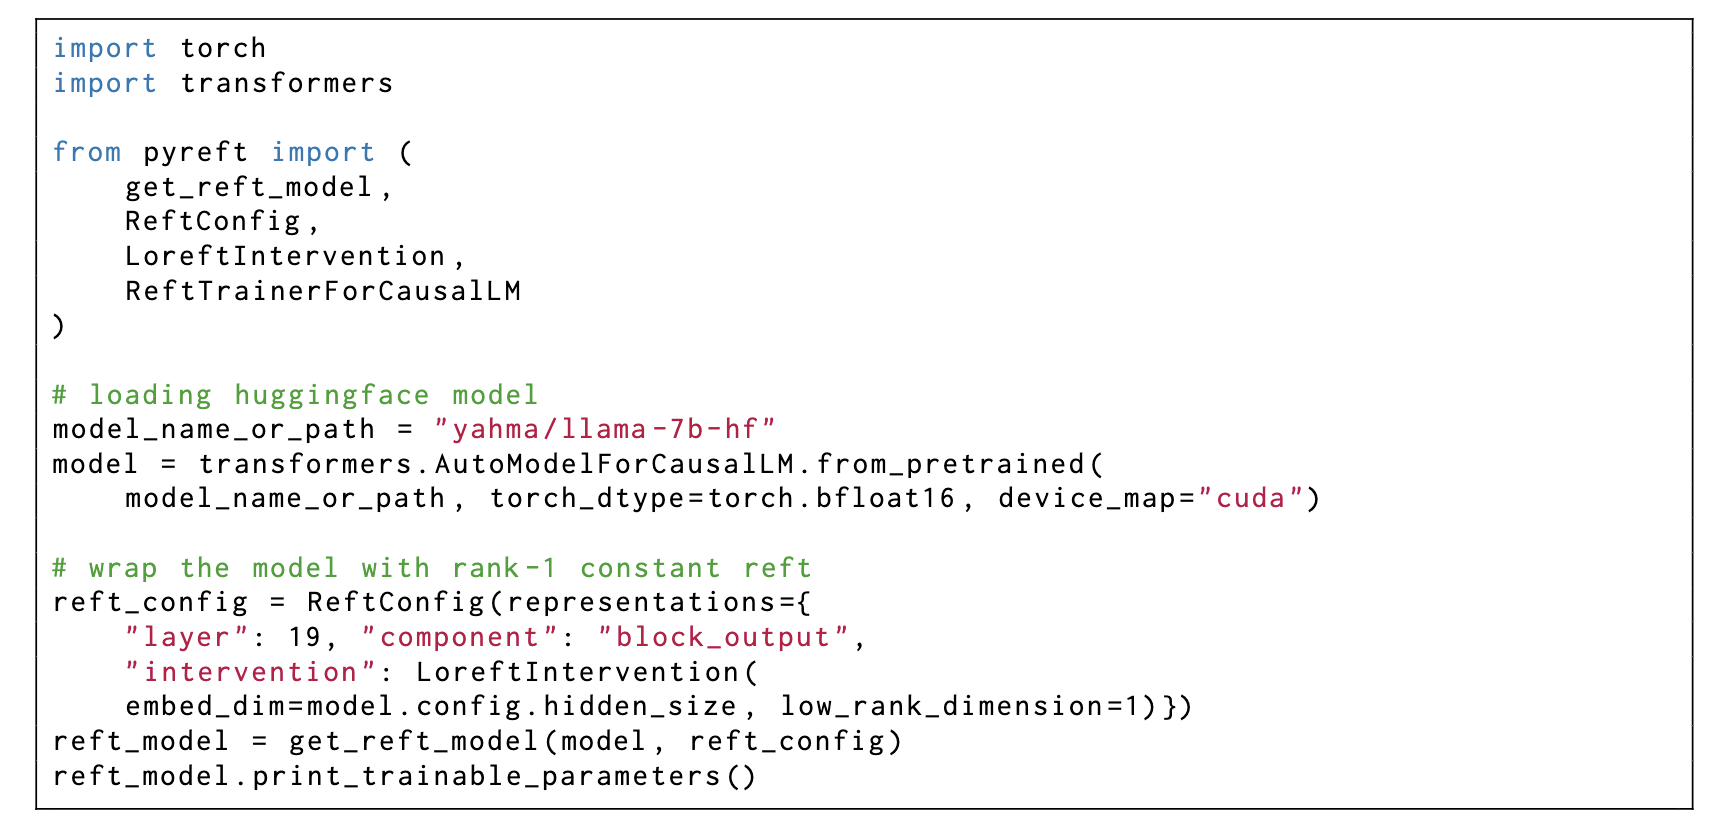 import torch
import transformers

from pyreft import (
    get_reft_model,
    ReftConfig,
    LoreftIntervention,
    ReftTrainerForCausalLM
)

# loading huggingface model
model_name_or_path = "yahma/llama-7b-hf"
model = transformers.AutoModelForCausalLM.from_pretrained(
    model_name_or_path, torch_dtype=torch.bfloat16, device_map="cuda")

# wrap the model with rank-1 constant reft
reft_config = ReftConfig(representations={
    "layer": 19, "component": "block_output",
    "intervention": LoreftIntervention(
    embed_dim=model.config.hidden_size, low_rank_dimension=1)})
reft_model = get_reft_model(model, reft_config)
reft_model.print_trainable_parameters()